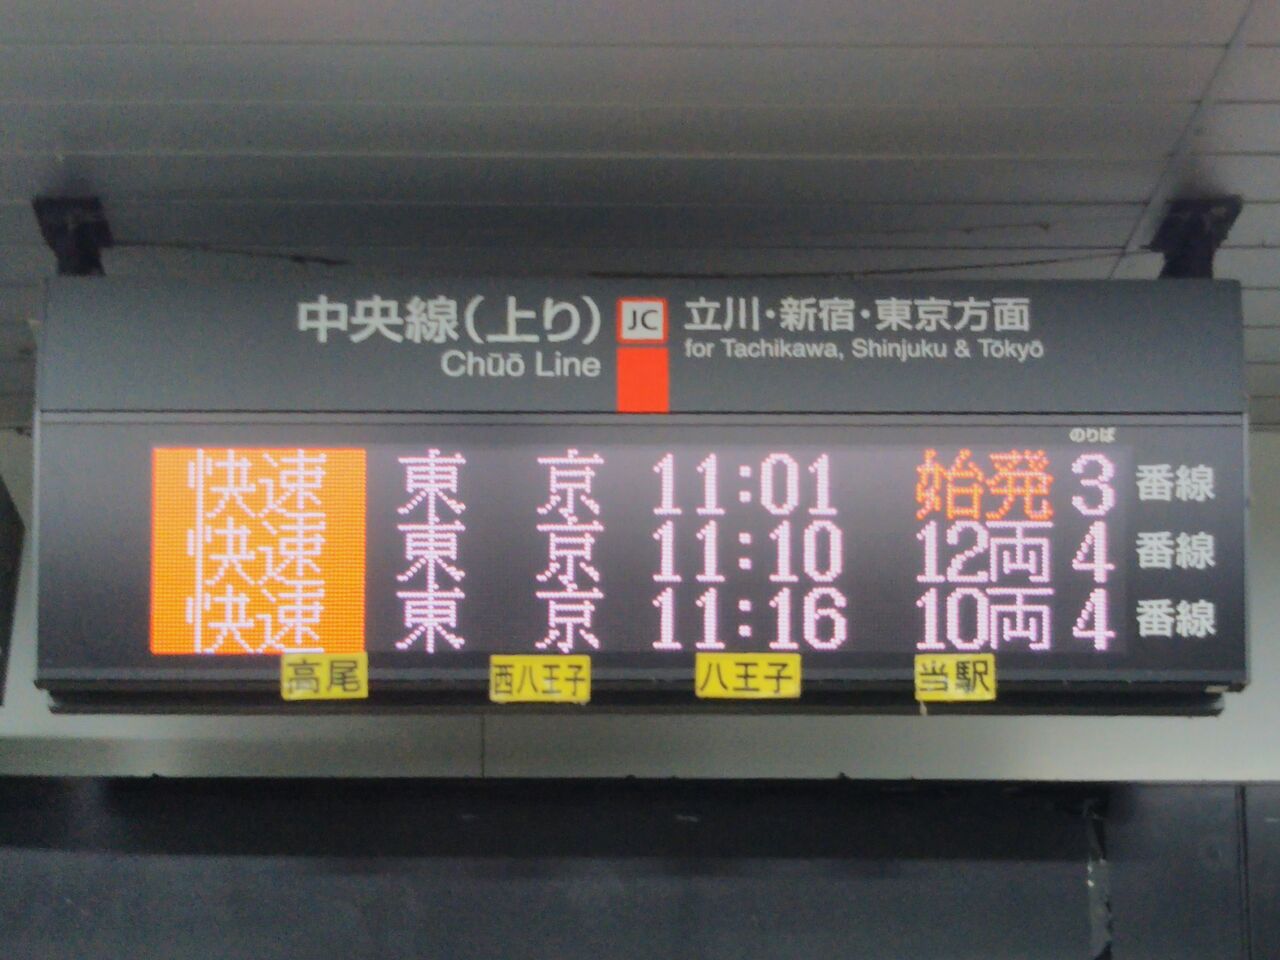 中央線(上り) JC 立川・新宿・東京方面
Chūō Line for Tachikawa, Shinjuku & Tōkyō
のりば
快速 東京 11:01 始発 3 番線
快速 東京 11:10 12両 4 番線
快速 東京 11:16 10両 4 番線
高尾 西八王子 八王子 当駅